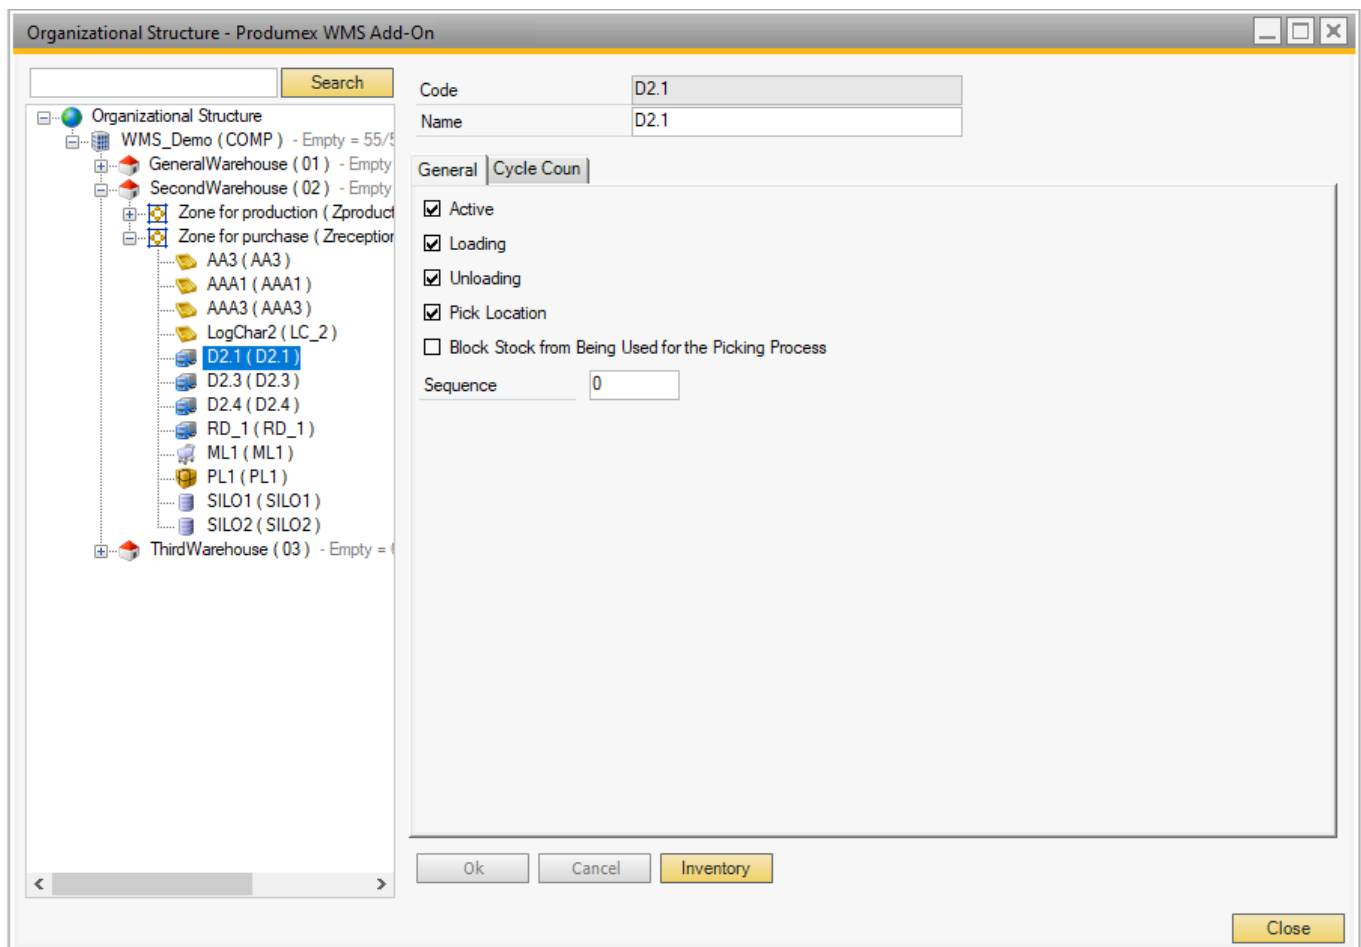 Organizational Structure - Produmex WMS Add-On
Search
Organizational Structure
WMS_Demo ( COMP ) - Empty = 55/5
GeneralWarehouse ( 01 ) - Empty
SecondWarehouse ( 02 ) - Empty
Zone for production ( Zproduct
Zone for purchase ( Zreception
AA3 ( AA3 )
AAA1 ( AAA1 )
AAA3 ( AAA3 )
LogChar2 ( LC_2 )
D2.1 ( D2.1 )
D2.3 ( D2.3 )
D2.4 ( D2.4 )
RD_1 ( RD_1 )
ML1 ( ML1 )
PL1 ( PL1 )
SILO1 ( SILO1 )
SILO2 ( SILO2 )
ThirdWarehouse ( 03 ) - Empty =
Code D2.1
Name D2.1
General Cycle Coun
Active
Loading
Unloading
Pick Location
Block Stock from Being Used for the Picking Process
Sequence 0
Ok Cancel Inventory
Close